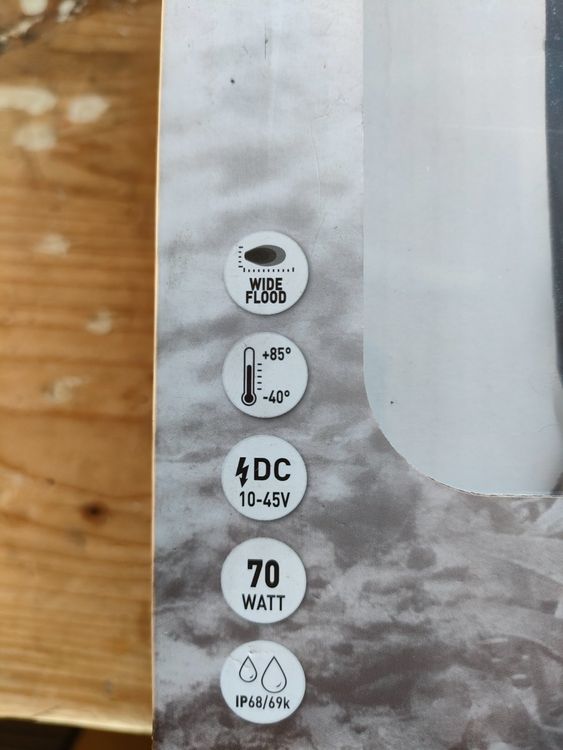 WIDE
FLOOD
+85°
-40°
DC
10-45V
70
WATT
IP68/69k